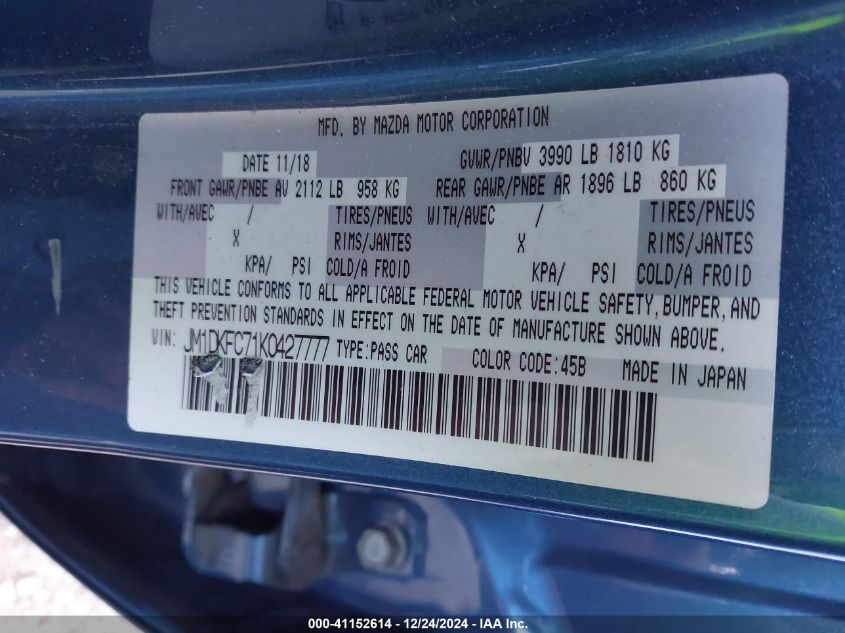 MFD. BY MAZDA MOTOR CORPORATION
DATE 11/18 GVWR/PNBV 3990 LB 1810 KG
FRONT GAWR/PNBE AV 2112 LB 958 KG REAR GAWR/PNBE AR 1896 LB 860 KG
WITH/AVEC / TIRES/PNEUS WITH/AVEC / TIRES/PNEUS
X RIMS/JANTES X RIMS/JANTES
KPA/ PSI COLD/A FROID KPA/ PSI COLD/A FROID
THIS VEHICLE CONFORMS TO ALL APPLICABLE FEDERAL MOTOR VEHICLE SAFETY, BUMPER, AND
THEFT PREVENTION STANDARDS IN EFFECT ON THE DATE OF MANUFACTURE SHOWN ABOVE.
VIN: JM1DKFC71K0427777 TYPE:PASS CAR COLOR CODE:45B MADE IN JAPAN
000-41152614 - 12/24/2024 - IAA Inc.